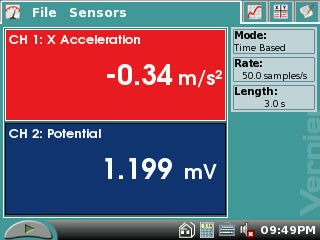 File Sensors
CH 1: X Acceleration
-0.34 m/s²
CH 2: Potential
1.199 mV
Mode:
Time Based
Rate:
50.0 samples/s
Length:
3.0 s
Vernier
09:49PM